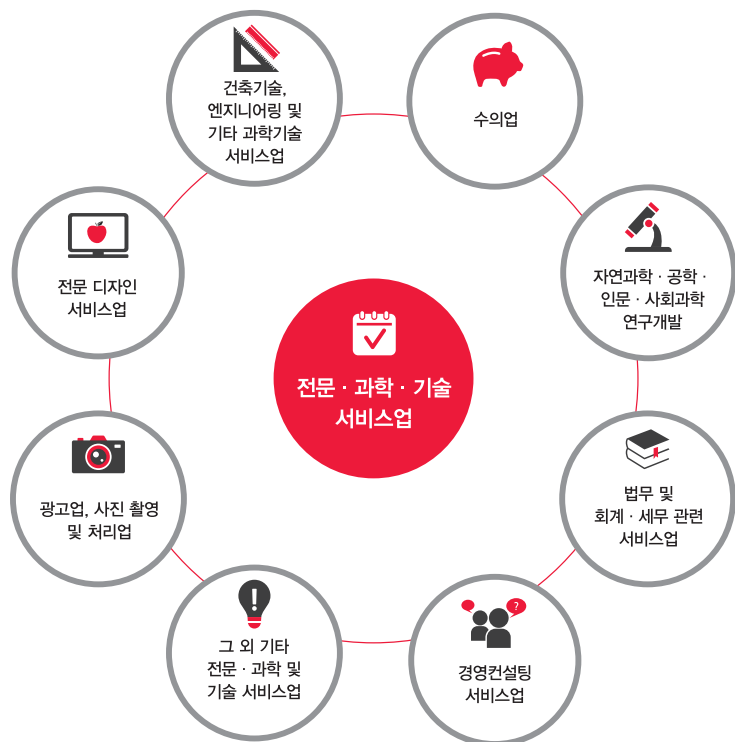 건축기술,
엔지니어링 및
기타 과학기술
서비스업
수의업
전문 디자인
서비스업
자연과학 · 공학 ·
인문 · 사회과학
연구개발
전문 · 과학 · 기술
서비스업
광고업, 사진 촬영
및 처리업
법무 및
회계 · 세무 관련
서비스업
그 외 기타
전문 · 과학 및
기술 서비스업
?
경영컨설팅
서비스업